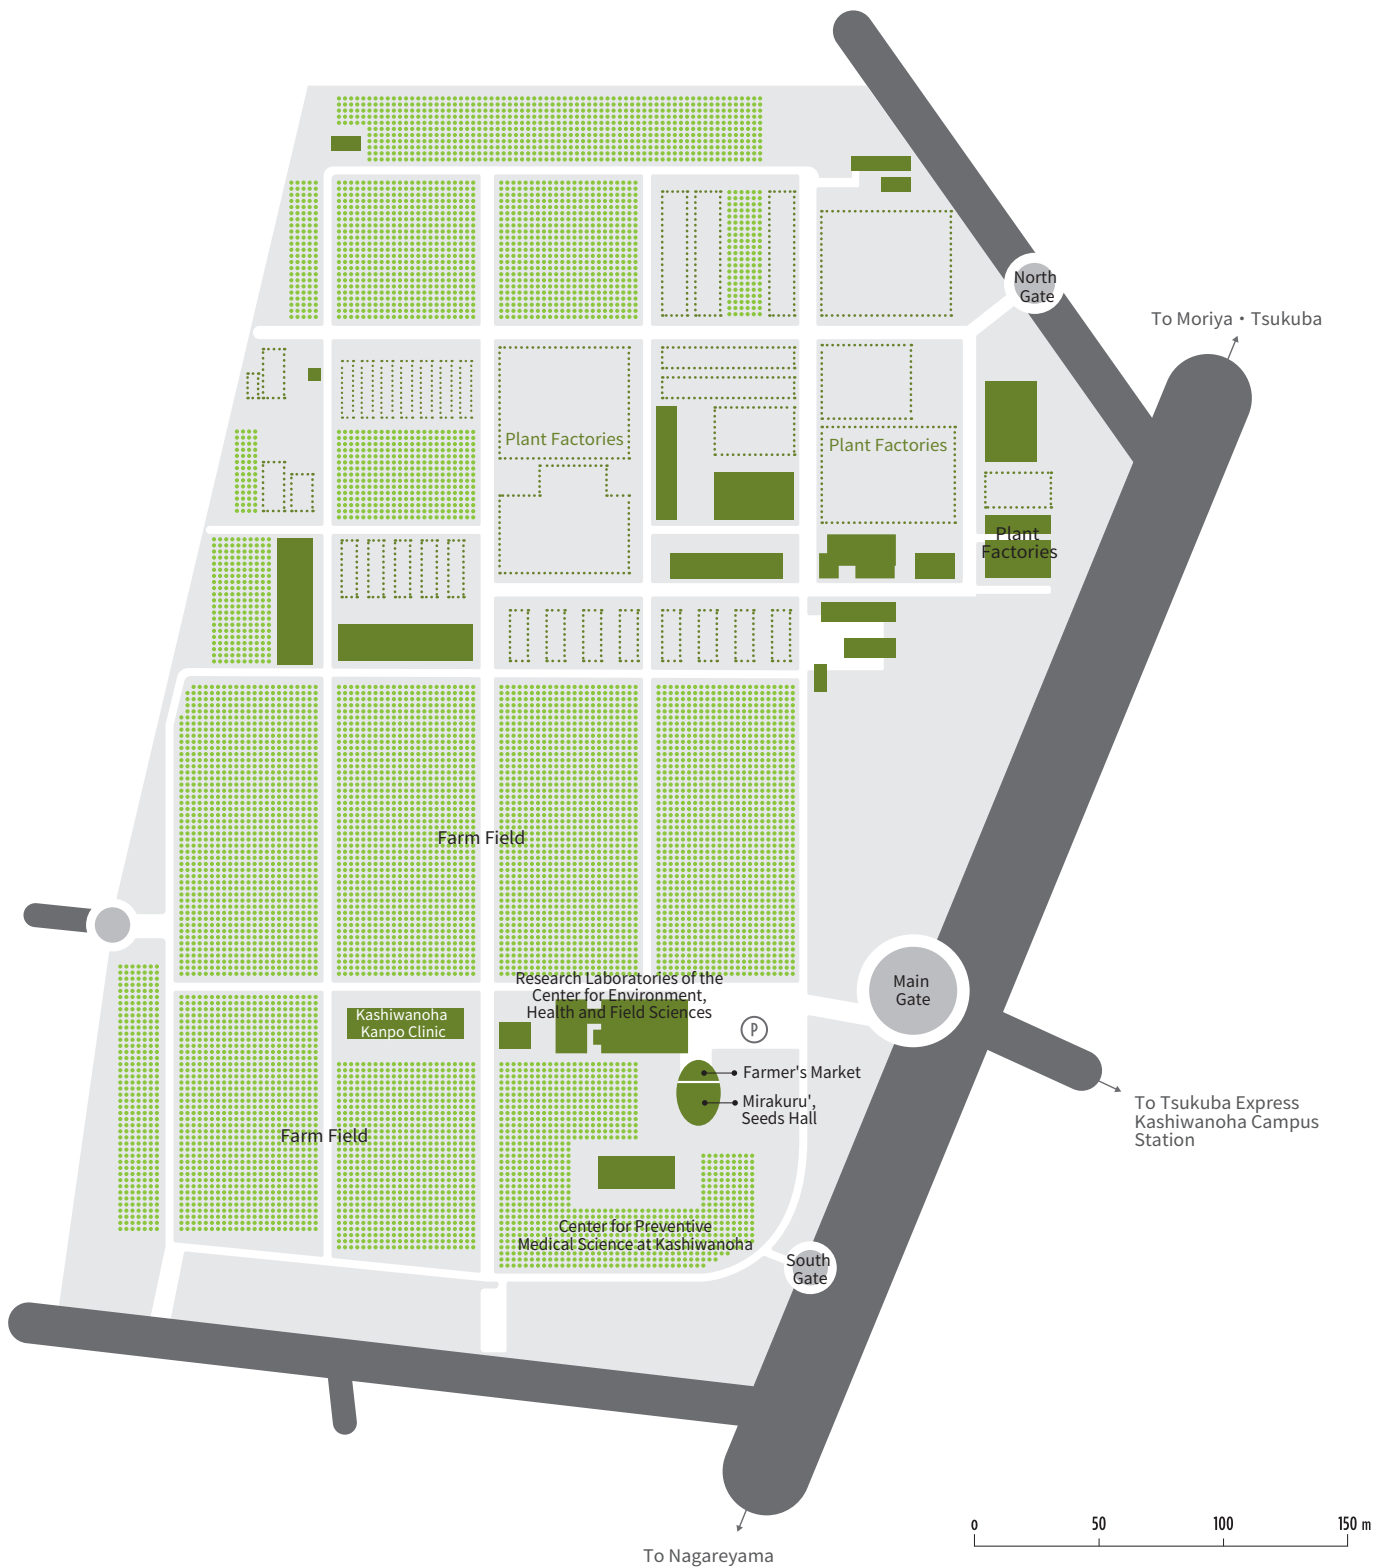 North
Gate
To Moriya・Tsukuba
Plant Factories
Plant Factories
Plant
Factories
Farm Field
Research Laboratories of the
Center for Environment,
Health and Field Sciences
Main
Gate
Kashiwanoha
Kanpo Clinic
P
Farmer's Market
Mirakuru',
Seeds Hall
To Tsukuba Express
Kashiwanoha Campus
Station
Farm Field
Center for Preventive
Medical Science at Kashiwanoha
South
Gate
0 50 100 150 m
To Nagareyama